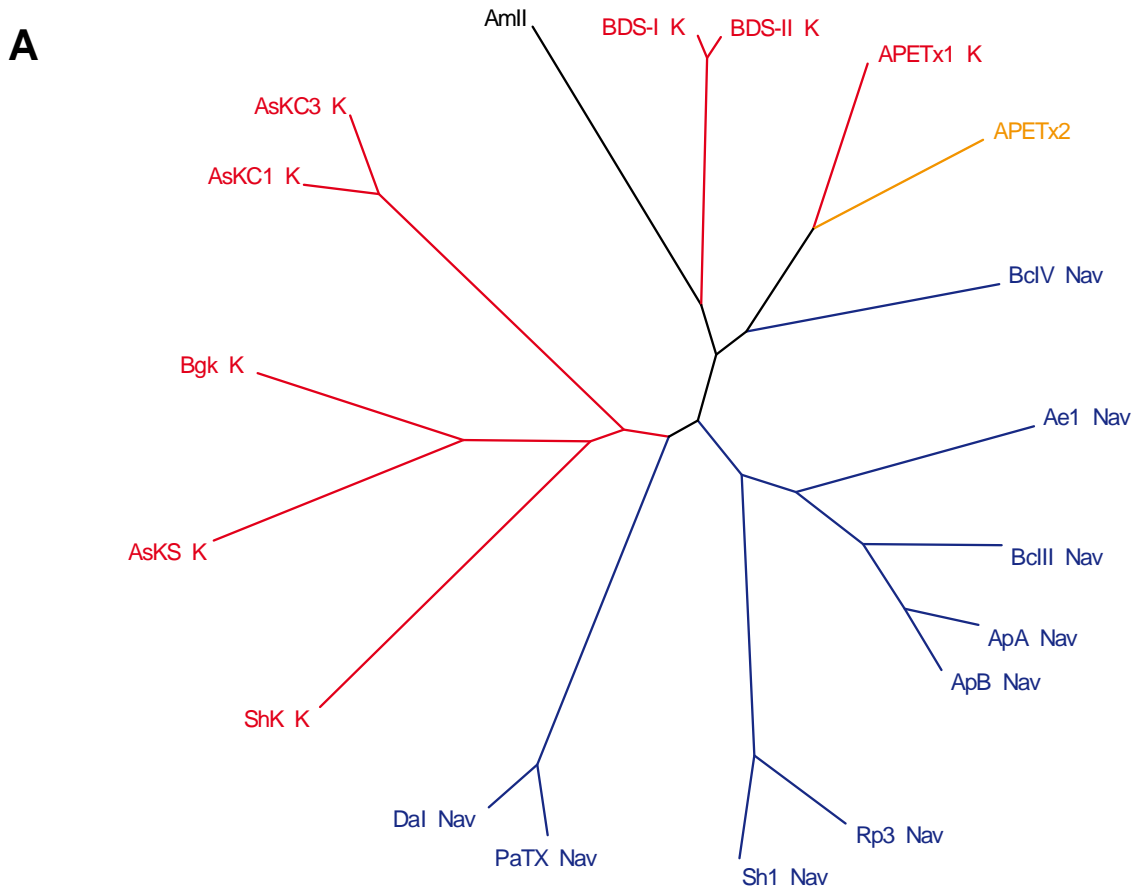 A
AmII
BDS-I K
BDS-II K
APETx1 K
AsKC3 K
APETx2
AsKC1 K
BcIV Nav
Bgk K
Ae1 Nav
AsKS K
BcIII Nav
ApA Nav
ApB Nav
ShK K
DaI Nav
PaTX Nav
Rp3 Nav
Sh1 Nav